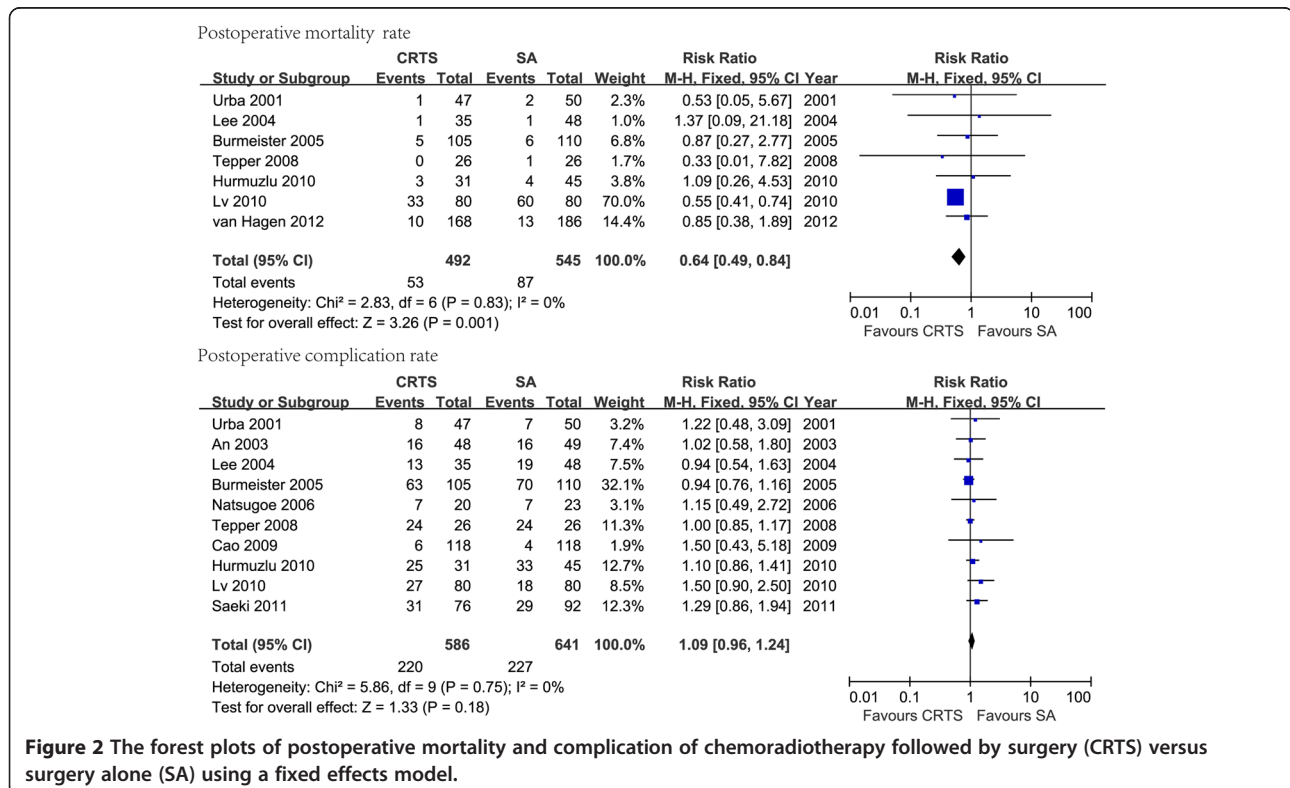 Postoperative mortality rate
CRTS SA Risk Ratio Risk Ratio
Study or Subgroup Events Total Events Total Weight M-H, Fixed, 95% CI Year M-H, Fixed, 95% CI
Urba 2001 1 47 2 50 2.3% 0.53 [0.05, 5.67] 2001
Lee 2004 1 35 1 48 1.0% 1.37 [0.09, 21.18] 2004
Burmeister 2005 5 105 6 110 6.8% 0.87 [0.27, 2.77] 2005
Tepper 2008 0 26 1 26 1.7% 0.33 [0.01, 7.82] 2008
Hurmuzlu 2010 3 31 4 45 3.8% 1.09 [0.26, 4.53] 2010
Lv 2010 33 80 60 80 70.0% 0.55 [0.41, 0.74] 2010
van Hagen 2012 10 168 13 186 14.4% 0.85 [0.38, 1.89] 2012
Total (95% CI) 492 545 100.0% 0.64 [0.49, 0.84]
Total events 53 87
Heterogeneity: Chi² = 2.83, df = 6 (P = 0.83); I² = 0%
Test for overall effect: Z = 3.26 (P = 0.001)
0.01 0.1 1 10 100
Favours CRTS Favours SA
Postoperative complication rate
CRTS SA Risk Ratio Risk Ratio
Study or Subgroup Events Total Events Total Weight M-H, Fixed, 95% CI Year M-H, Fixed, 95% CI
Urba 2001 8 47 7 50 3.2% 1.22 [0.48, 3.09] 2001
An 2003 16 48 16 49 7.4% 1.02 [0.58, 1.80] 2003
Lee 2004 13 35 19 48 7.5% 0.94 [0.54, 1.63] 2004
Burmeister 2005 63 105 70 110 32.1% 0.94 [0.76, 1.16] 2005
Natsugoe 2006 7 20 7 23 3.1% 1.15 [0.49, 2.72] 2006
Tepper 2008 24 26 24 26 11.3% 1.00 [0.85, 1.17] 2008
Cao 2009 6 118 4 118 1.9% 1.50 [0.43, 5.18] 2009
Hurmuzlu 2010 25 31 33 45 12.7% 1.10 [0.86, 1.41] 2010
Lv 2010 27 80 18 80 8.5% 1.50 [0.90, 2.50] 2010
Saeki 2011 31 76 29 92 12.3% 1.29 [0.86, 1.94] 2011
Total (95% CI) 586 641 100.0% 1.09 [0.96, 1.24]
Total events 220 227
Heterogeneity: Chi² = 5.86, df = 9 (P = 0.75); I² = 0%
Test for overall effect: Z = 1.33 (P = 0.18)
0.01 0.1 1 10 100
Favours CRTS Favours SA
Figure 2 The forest plots of postoperative mortality and complication of chemoradiotherapy followed by surgery (CRTS) versus
surgery alone (SA) using a fixed effects model.